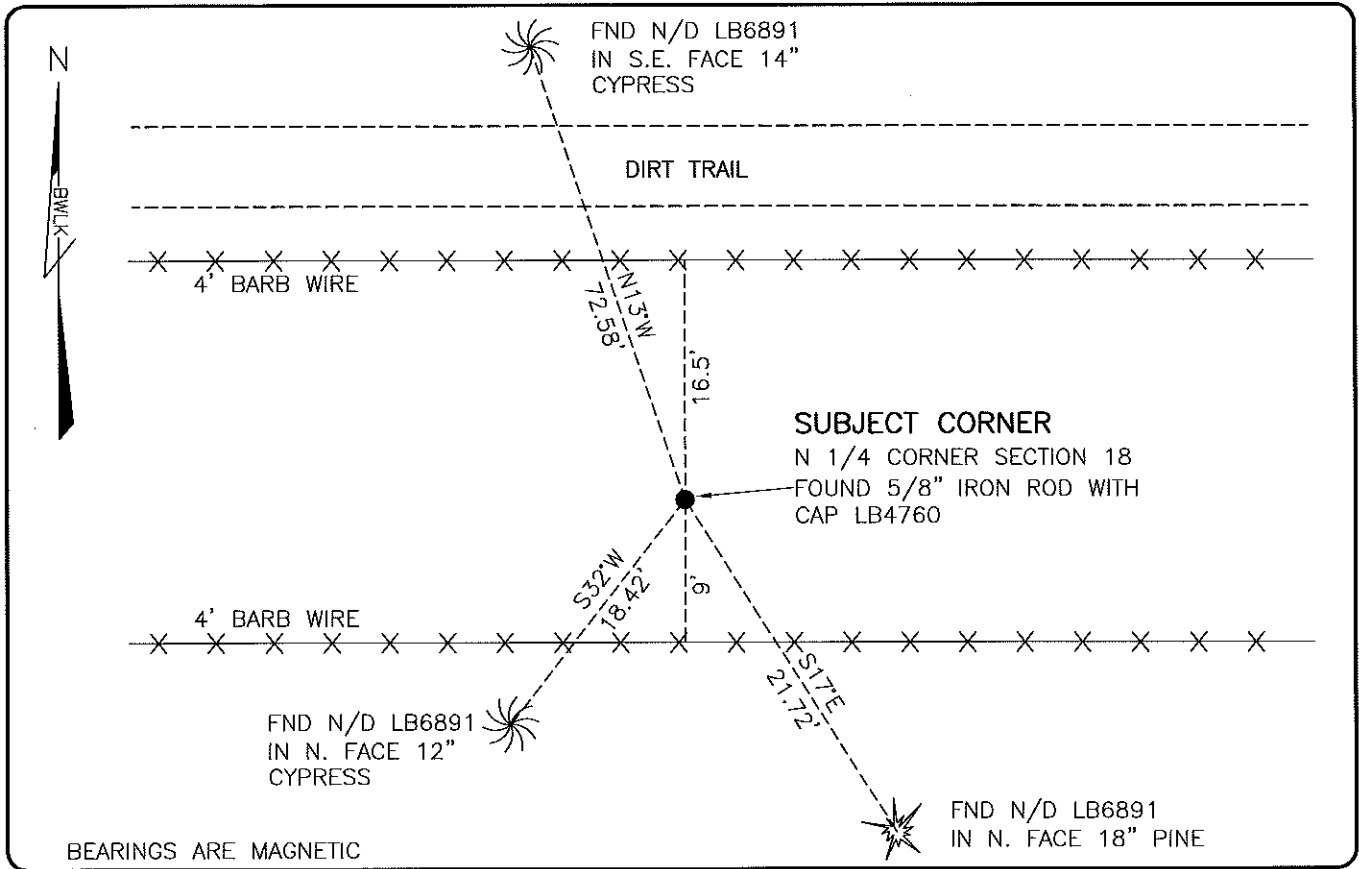 FND N/D LB6891
IN S.E. FACE 14"
CYPRESS
N
BWLK
DIRT TRAIL
4' BARB WIRE
N13°W
72.58'
16.5'
SUBJECT CORNER
N 1/4 CORNER SECTION 18
FOUND 5/8" IRON ROD WITH
CAP LB4760
S32°W
18.42'
9'
4' BARB WIRE
S17°E
21.72'
FND N/D LB6891
IN N. FACE 12"
CYPRESS
FND N/D LB6891
IN N. FACE 18" PINE
BEARINGS ARE MAGNETIC